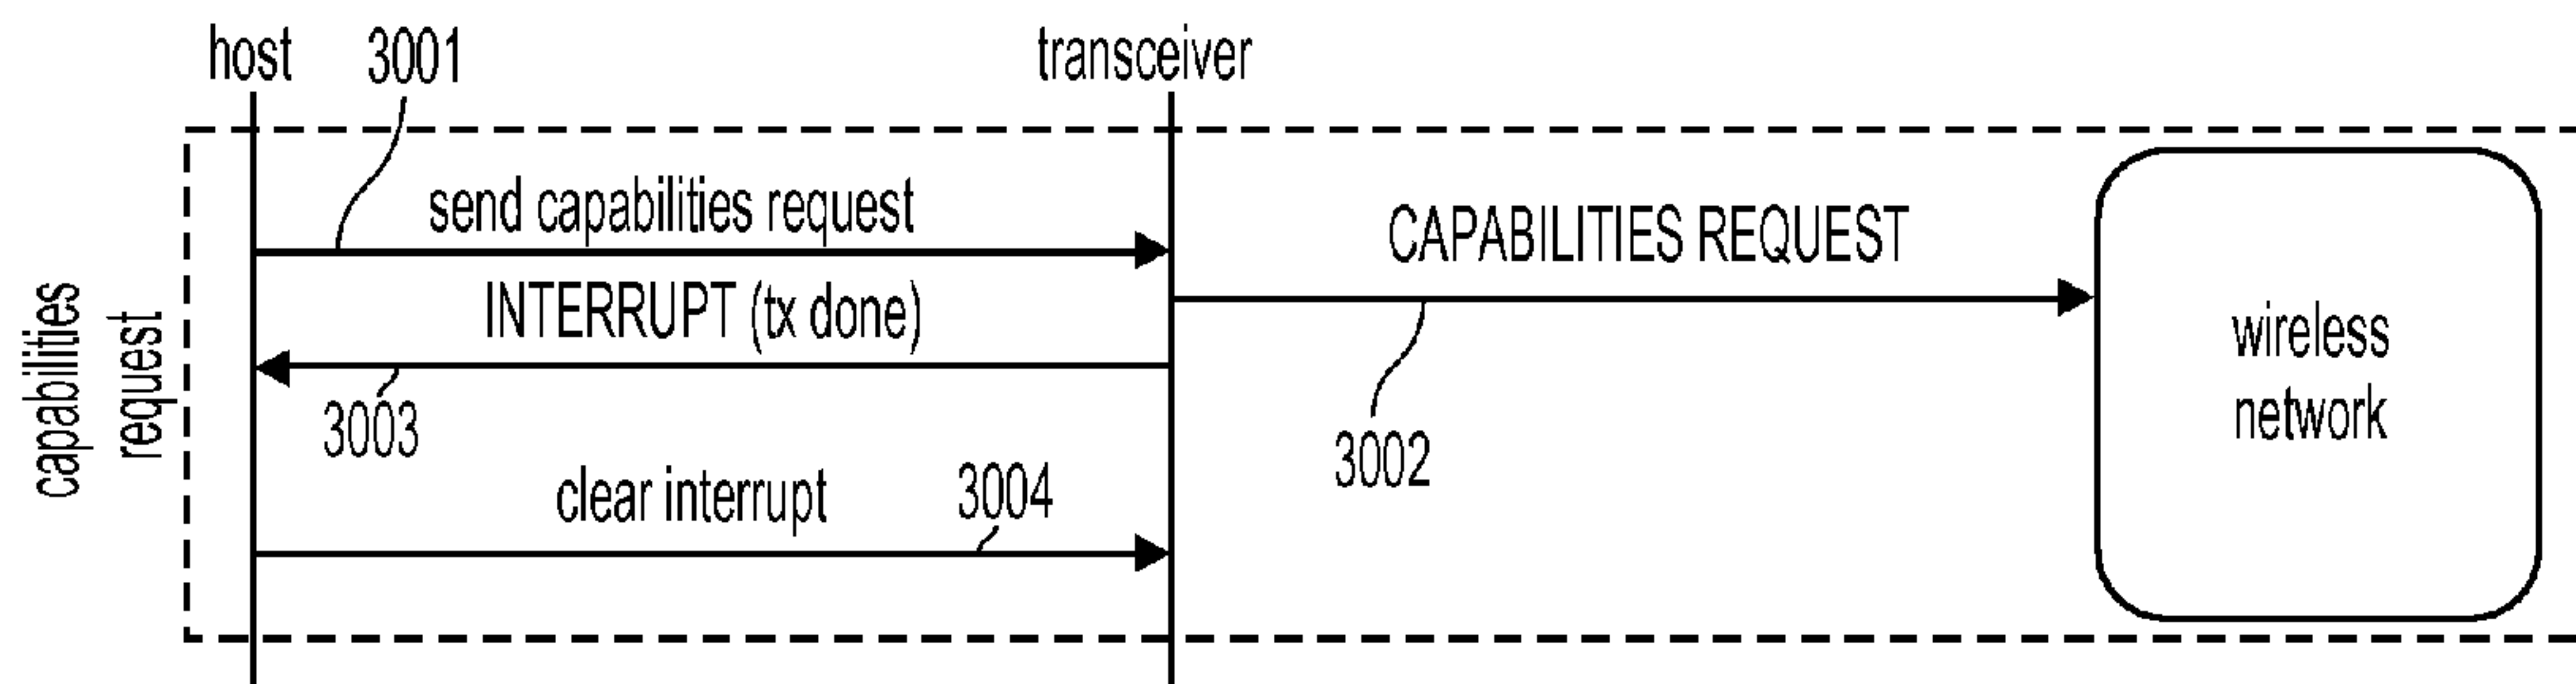 host
3001
transceiver
send capabilities request
CAPABILITIES REQUEST
INTERRUPT (tx done)
capabilities
request
wireless
network
3003
3002
clear interrupt
3004